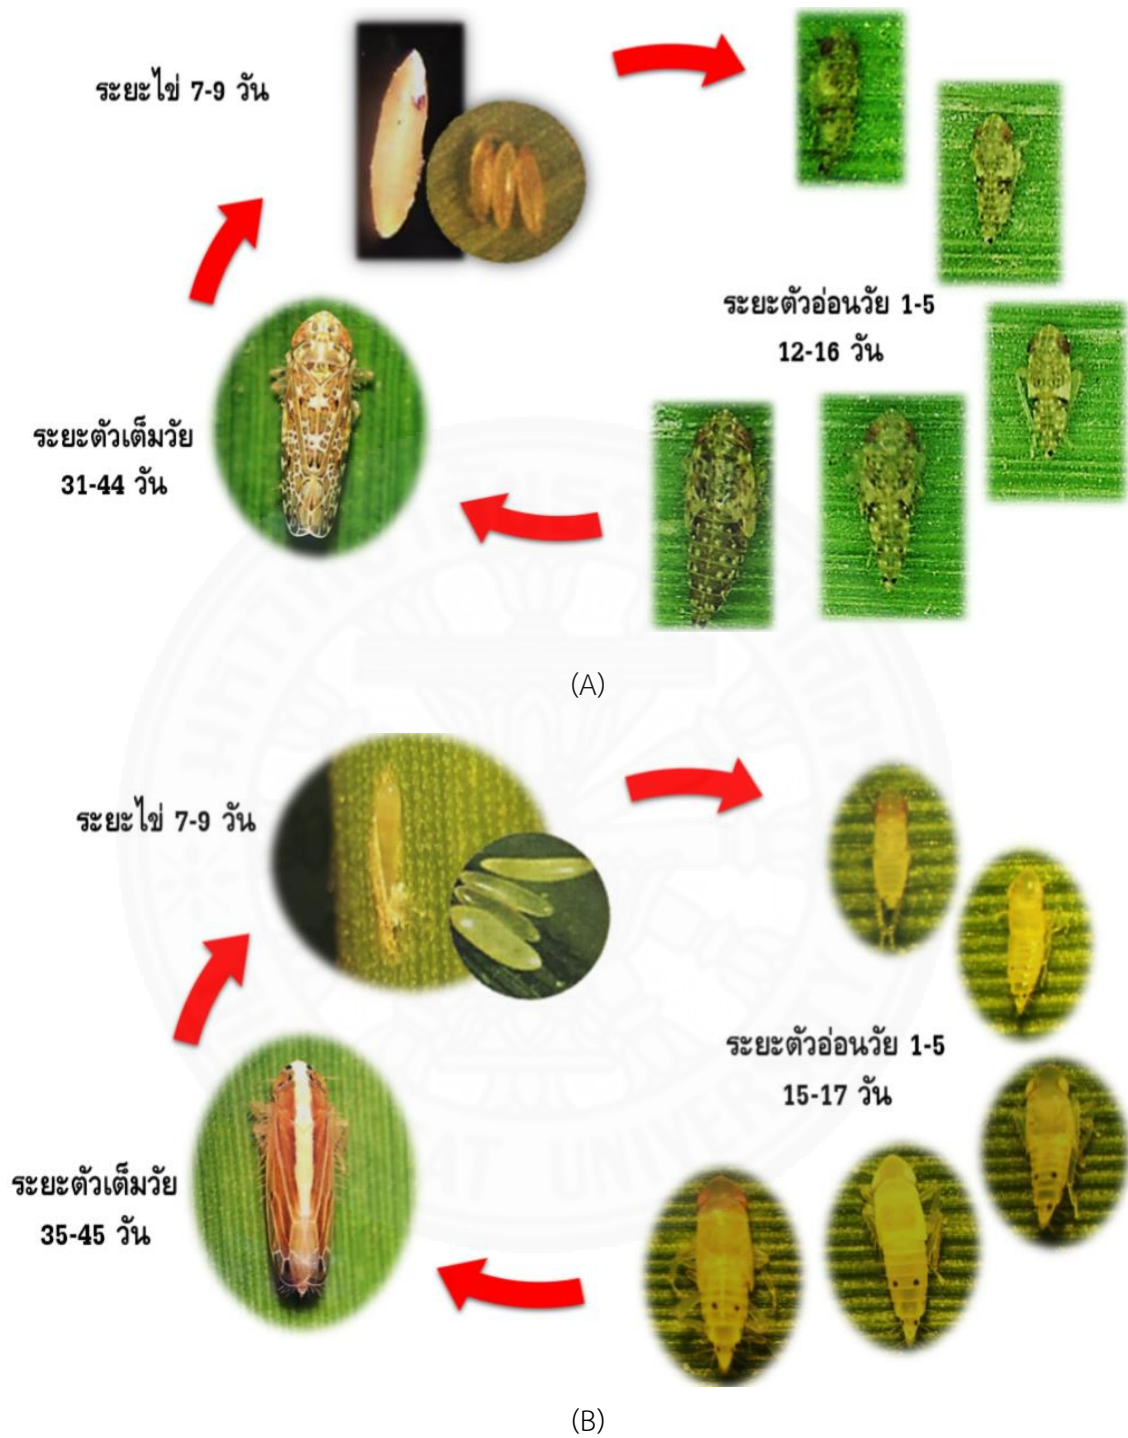 ระยะไข่ 7-9 วัน
ระยะตัวอ่อนวัย 1-5
12-16 วัน
ระยะตัวเต็มวัย
31-44 วัน
(A)
ระยะไข่ 7-9 วัน
ระยะตัวอ่อนวัย 1-5
15-17 วัน
ระยะตัวเต็มวัย
35-45 วัน
(B)